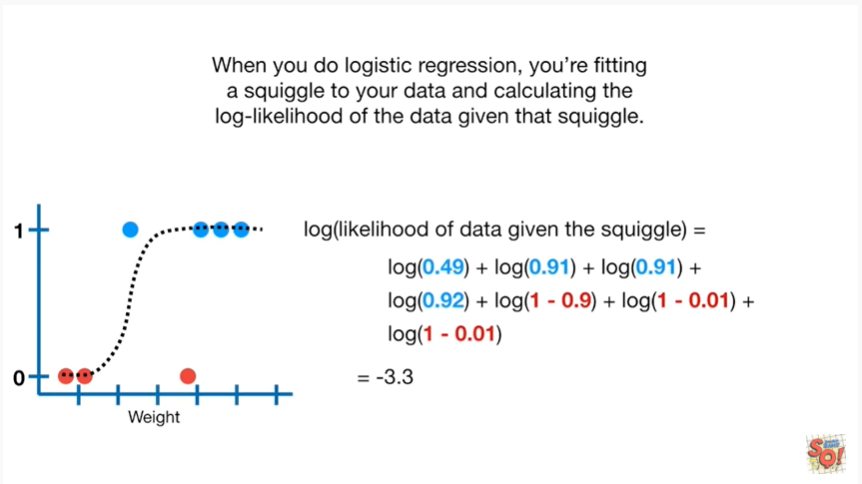 When you do logistic regression, you’re fitting
a squiggle to your data and calculating the
log-likelihood of the data given that squiggle.
1
log(likelihood of data given the squiggle) =
log(0.49) + log(0.91) + log(0.91) +
log(0.92) + log(1 - 0.9) + log(1 - 0.01) +
log(1 - 0.01)
0
= -3.3
Weight
SQ!